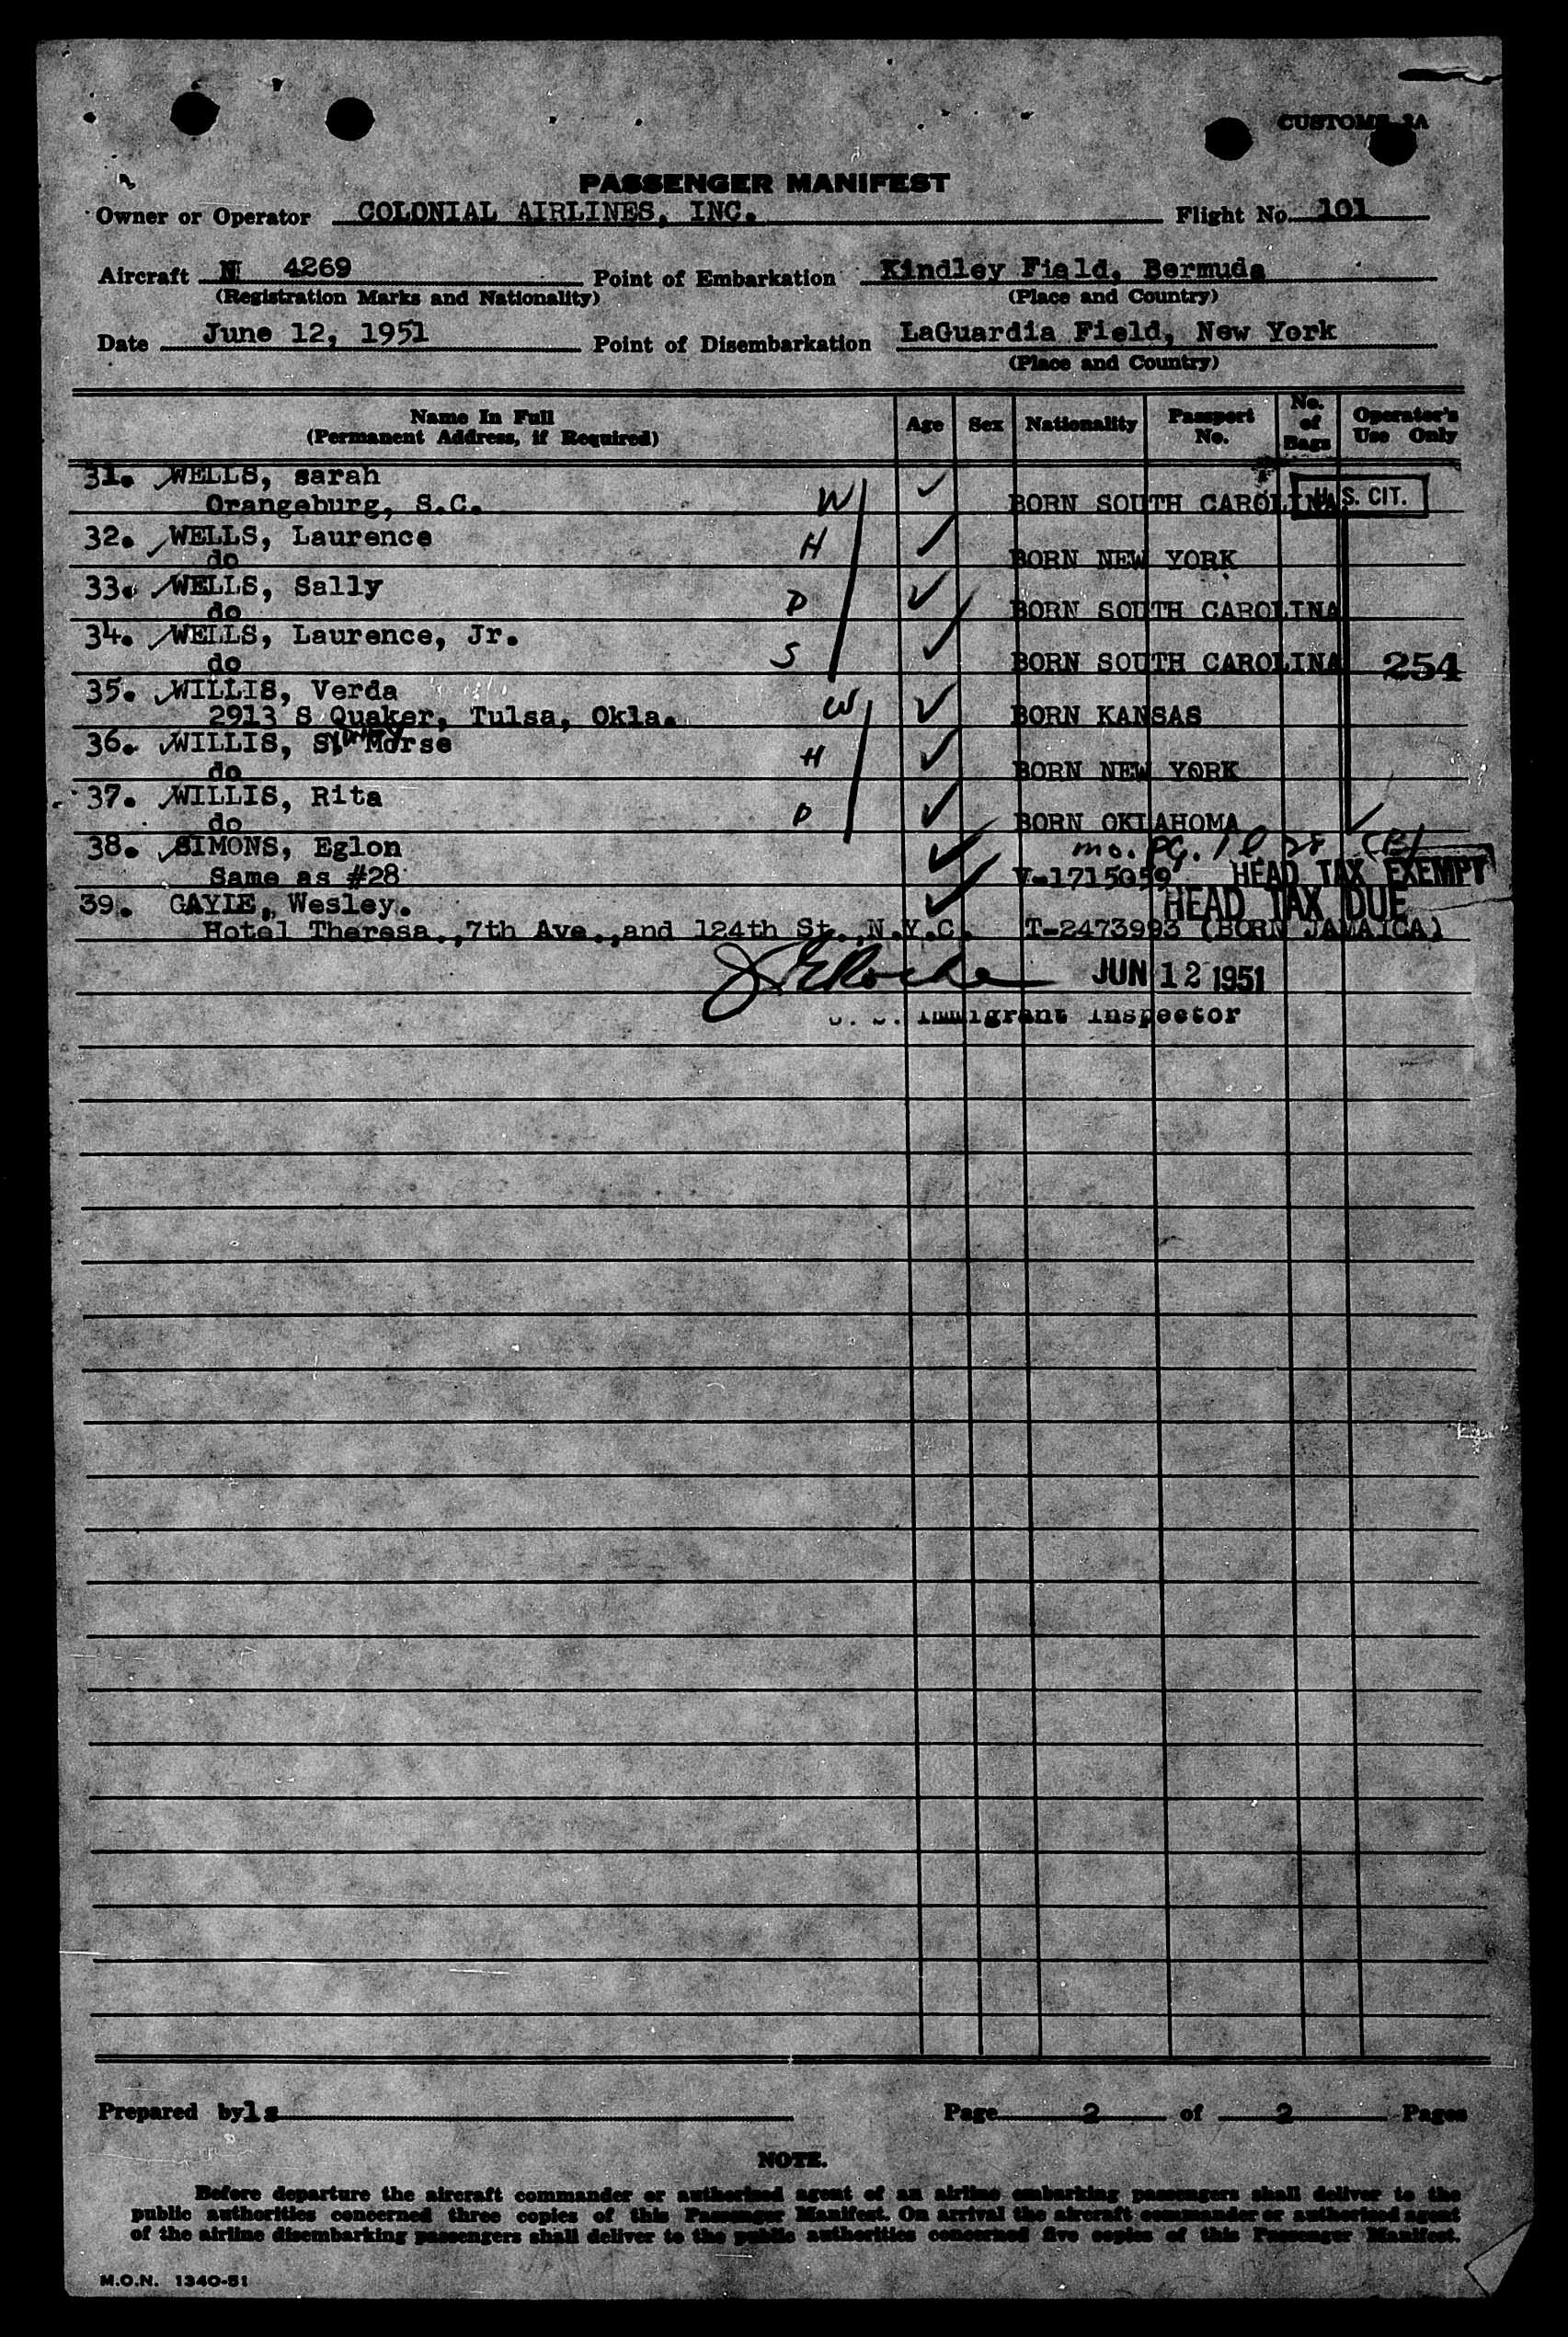 CUSTOMS 2A
PASSENGER MANIFEST
Owner or Operator COLONIAL AIRLINES, INC. Flight No. 101
Aircraft N 4269 Point of Embarkation Kindley Field, Bermuda
(Registration Marks and Nationality) (Place and Country)
Date June 12, 1951 Point of Disembarkation LaGuardia Field, New York
(Place and Country)
Name In Full (Permanent Address, if Required) Age Sex Nationality Passport No. No. of Bags Operator's Use Only
31. WELLS, sarah
Orangeburg, S.C. W BORN SOUTH CAROLINA U.S. CIT.
32. WELLS, Laurence H
do BORN NEW YORK
33. WELLS, Sally D
do BORN SOUTH CAROLINA
34. WELLS, Laurence, Jr. S
do BORN SOUTH CAROLINA 254
35. WILLIS, Verda W
2913 S Quaker, Tulsa, Okla. BORN KANSAS
36. WILLIS, Sydney Morse H
do BORN NEW YORK
37. WILLIS, Rita D
do BORN OKLAHOMA
38. SIMONS, Eglon mo. pg. 1 28 (B)
Same as #28 V-1715059 HEAD TAX EXEMPT
39. GAYLE, Wesley. HEAD TAX DUE
Hotel Theresa.,7th Ave.,and 124th St.,N.Y.C. T-2473993 (BORN JAMAICA)
JUN 12 1951
U. S. Immigrant Inspector
Prepared by ls Page 2 of 2 Pages
NOTE.
Before departure the aircraft commander or authorized agent of an airline embarking passengers shall deliver to the
public authorities concerned three copies of this Passenger Manifest. On arrival the aircraft commander or authorized agent
of the airline disembarking passengers shall deliver to the public authorities concerned five copies of this Passenger Manifest.
M.O.N. 1340-51